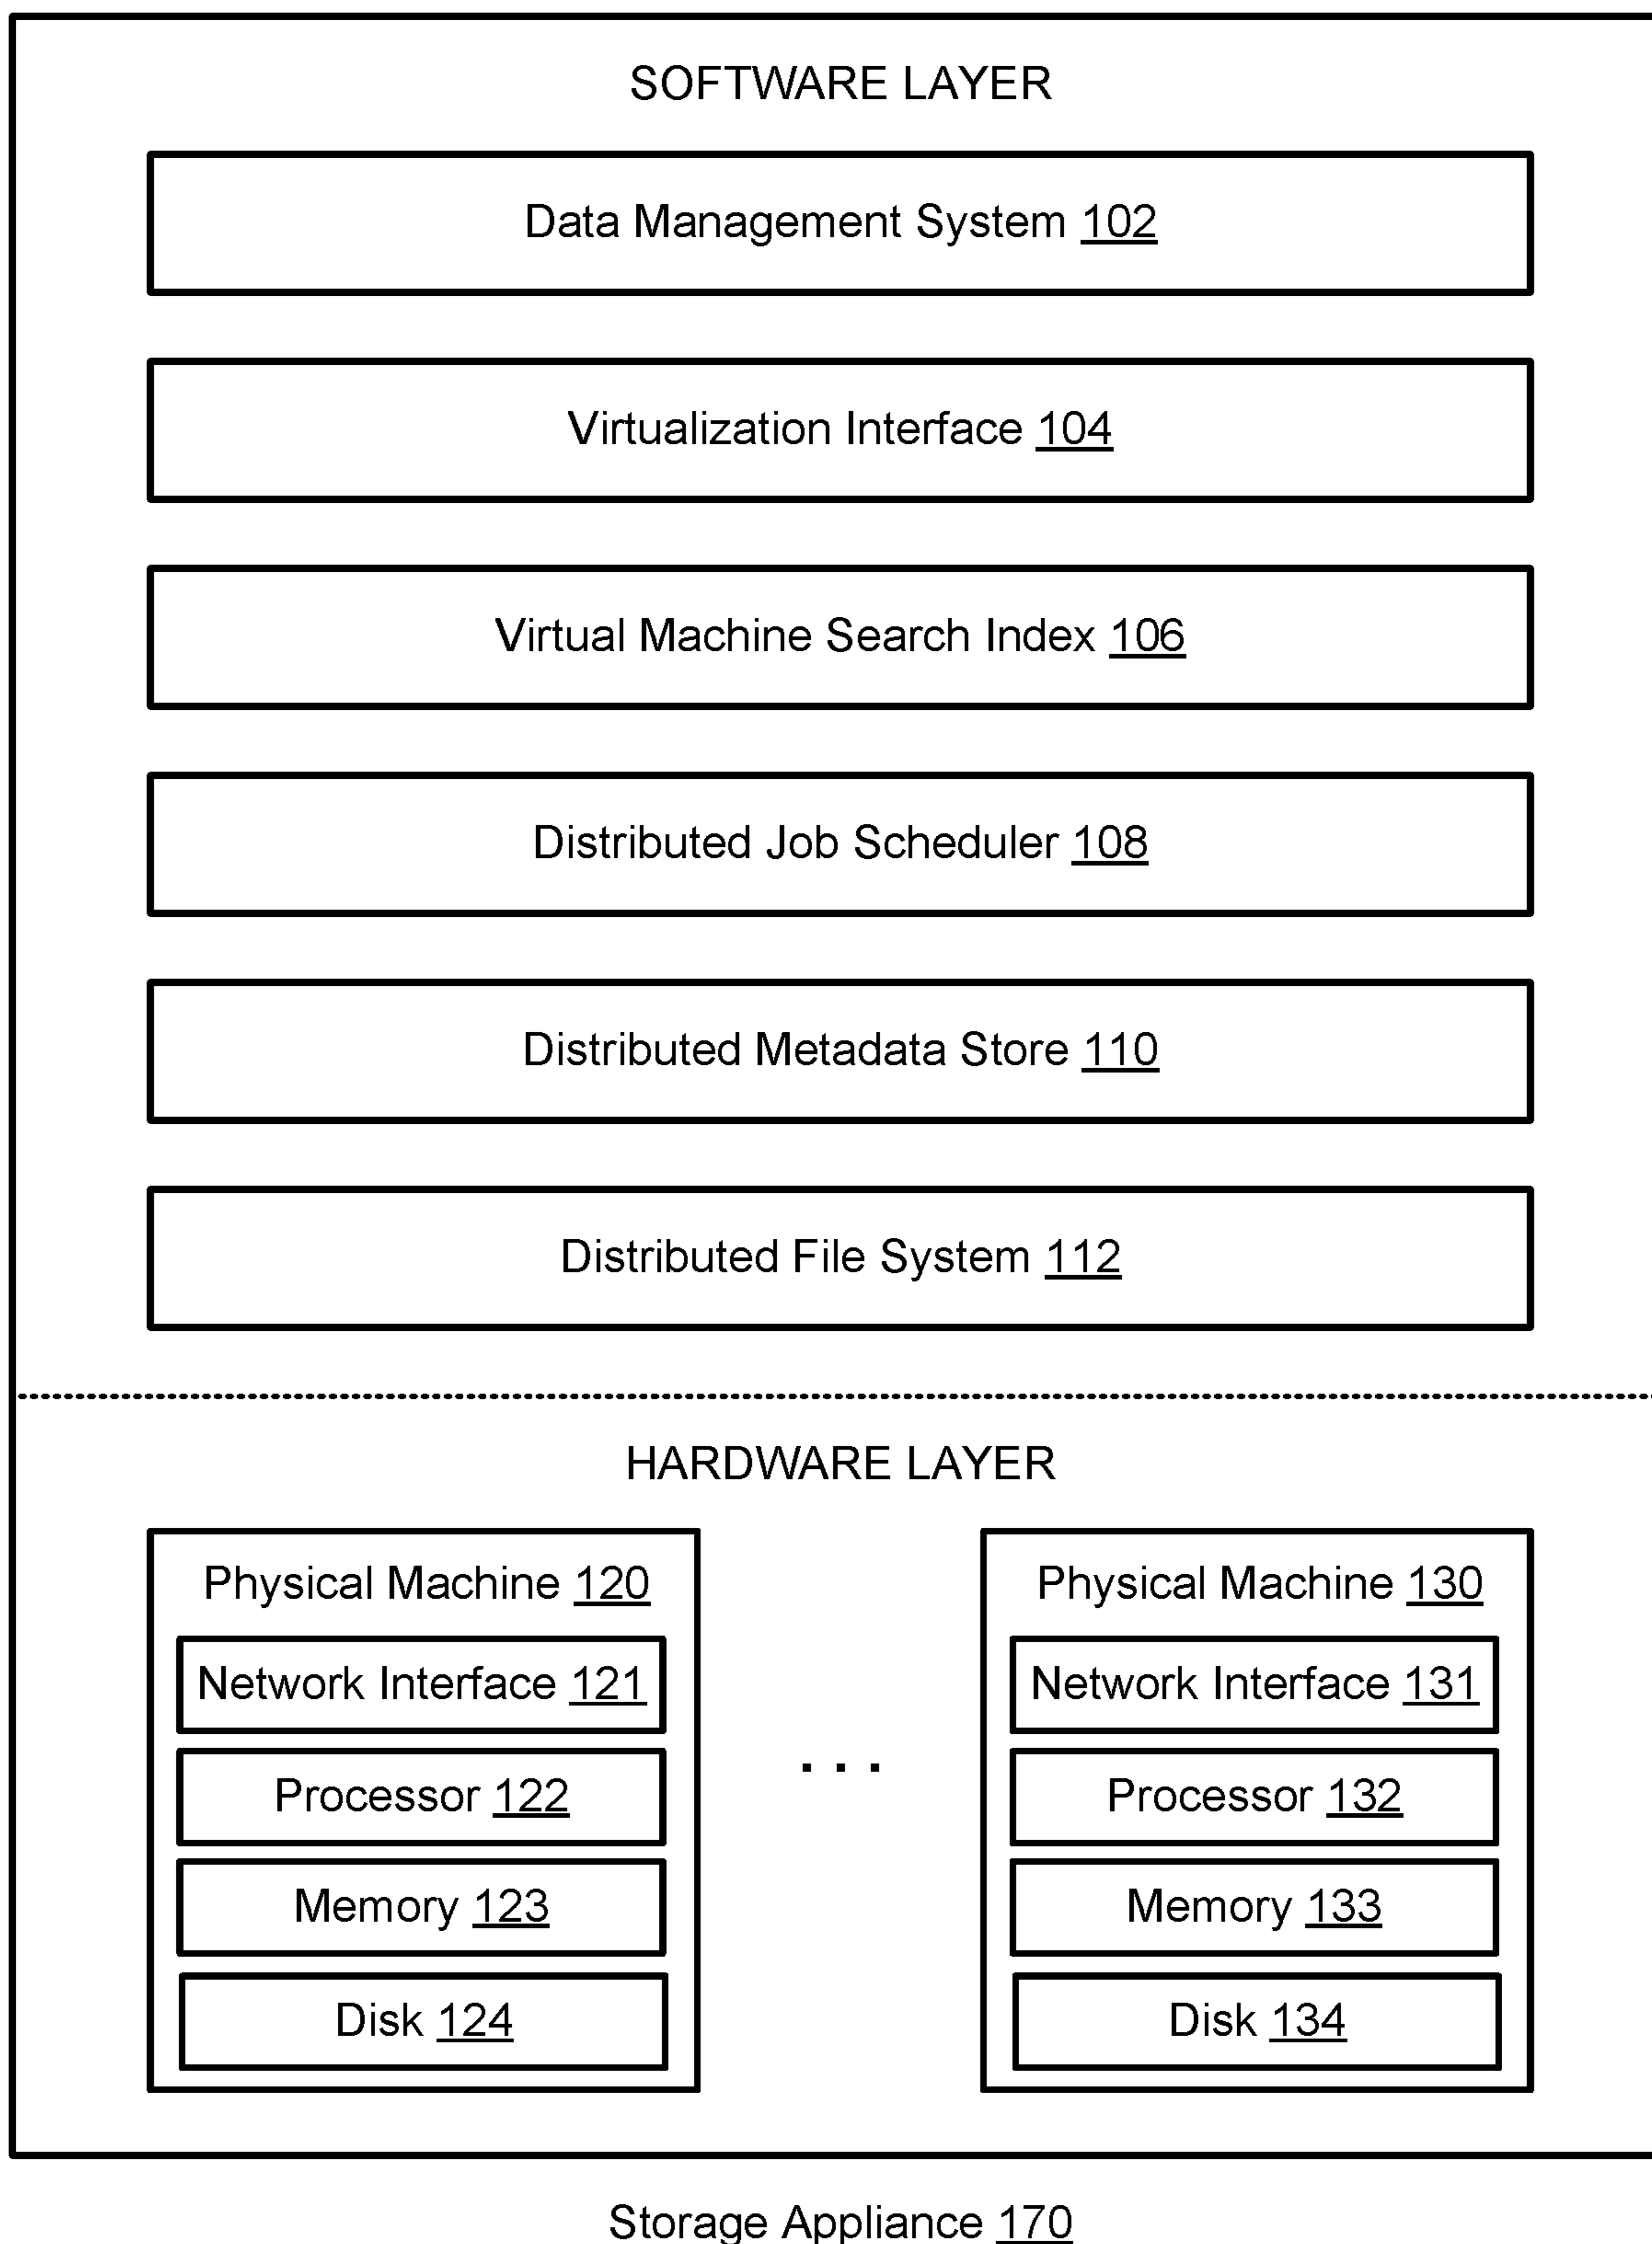 SOFTWARE LAYER
Data Management System 102
Virtualization Interface 104
Virtual Machine Search Index 106
Distributed Job Scheduler 108
Distributed Metadata Store 110
Distributed File System 112
HARDWARE LAYER
Physical Machine 120
Network Interface 121
Processor 122
Memory 123
Disk 124
. . .
Physical Machine 130
Network Interface 131
Processor 132
Memory 133
Disk 134
Storage Appliance 170